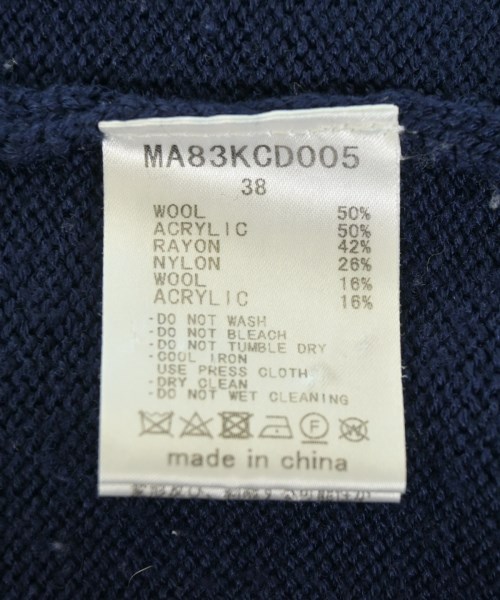 MA83KCD005
38
WOOL 50%
ACRYLIC 50%
RAYON 42%
NYLON 26%
WOOL 16%
ACRYLIC 16%
-DO NOT WASH
-DO NOT BLEACH
-DO NOT TUMBLE DRY
-COOL IRON
USE PRESS CLOTH
-DRY CLEAN
-DO NOT WET CLEANING
F W
made in china